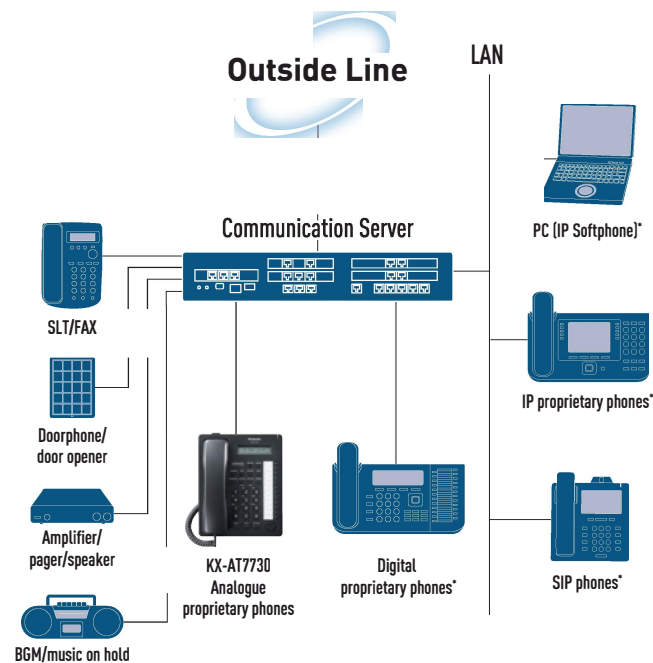 Outside Line
LAN
PC (IP Softphone)*
Communication Server
SLT/FAX
IP proprietary phones*
Doorphone/
door opener
Amplifier/
pager/speaker
KX-AT7730
Analogue
proprietary phones
Digital
proprietary phones*
SIP phones*
BGM/music on hold